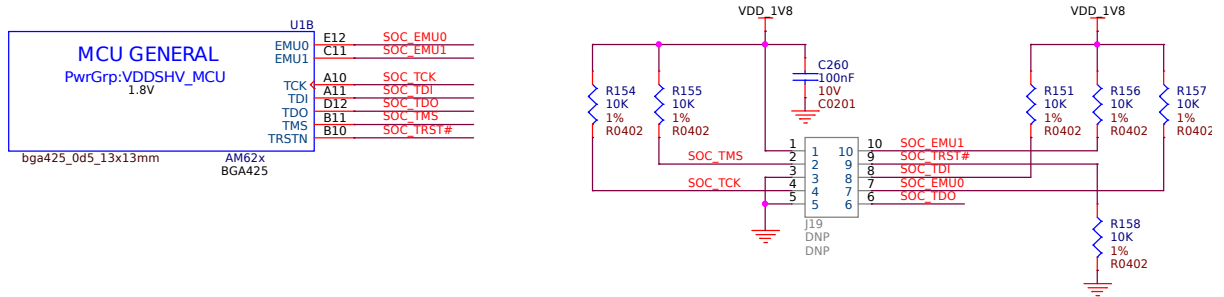 U1B
MCU GENERAL
PwrGrp:VDDSHV_MCU
1.8V
EMU0 E12 SOC_EMU0
EMU1 C11 SOC_EMU1
TCK A10 SOC_TCK
TDI A11 SOC_TDI
TDO D12 SOC_TDO
TMS B11 SOC_TMS
TRSTN B10 SOC_TRST#
bga425_0d5_13x13mm
AM62x
BGA425
VDD_1V8
VDD_1V8
C260
100nF
10V
C0201
R154
10K
1%
R0402
R155
10K
1%
R0402
R151
10K
1%
R0402
R156
10K
1%
R0402
R157
10K
1%
R0402
1 1 10 10 SOC_EMU1
SOC_TMS 2 2 9 9 SOC_TRST#
3 3 8 8 SOC_TDI
SOC_TCK 4 4 7 7 SOC_EMU0
5 5 6 6 SOC_TDO
J19
DNP
DNP
R158
10K
1%
R0402